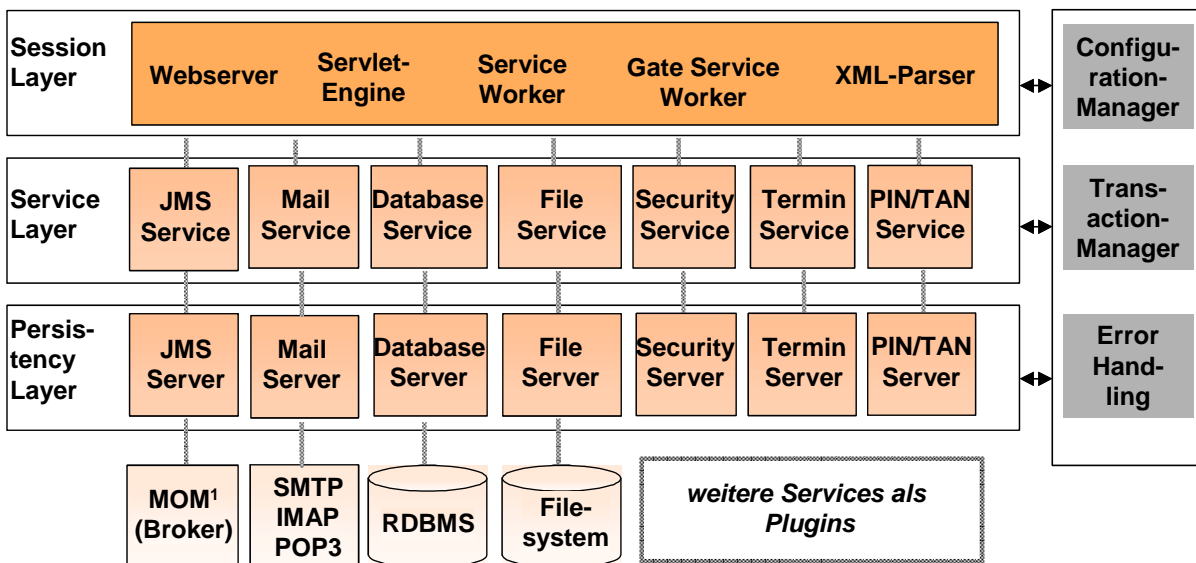 Session
Layer
Webserver
Servlet-
Engine
Service
Worker
Gate Service
Worker
XML-Parser
Configu-
ration-
Manager
Service
Layer
JMS
Service
Mail
Service
Database
Service
File
Service
Security
Service
Termin
Service
PIN/TAN
Service
Trans-
action-
Manager
Persis-
tency
Layer
JMS
Server
Mail
Server
Database
Server
File
Server
Security
Server
Termin
Server
PIN/TAN
Server
Error
Hand-
ling
MOM¹
(Broker)
SMTP
IMAP
POP3
RDBMS
File-
system
weitere Services als
Plugins